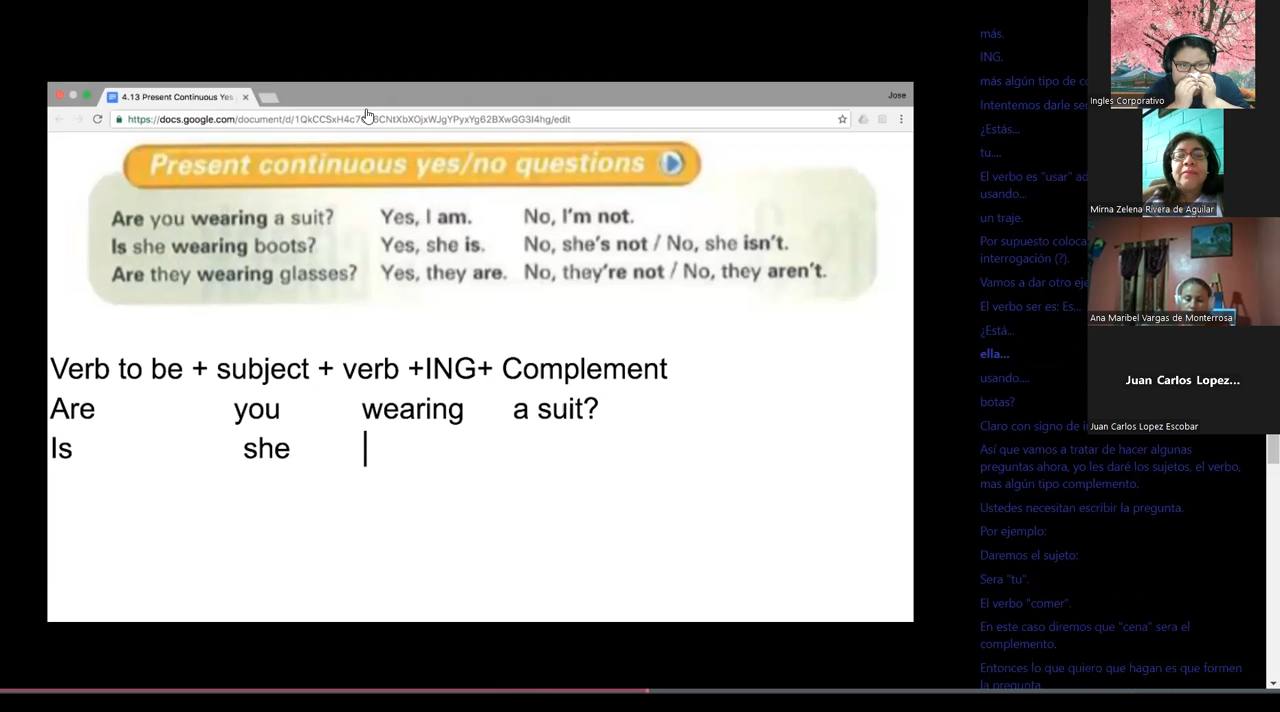 4.13 Present Continuous Yes
Jose
Present continuous yes/no questions
Are you wearing a suit? Yes, I am. No, I'm not.
Is she wearing boots? Yes, she is. No, she's not / No, she isn't.
Are they wearing glasses? Yes, they are. No, they're not / No, they aren't.
Verb to be + subject + verb +ING+ Complement
Are you wearing a suit?
Is she
más.
ING.
más algún tipo de
Intentemos darle
¿Estás...
tu....
El verbo es "usar"
usando...
un traje.
Por supuesto
interrogación (?).
Vamos a dar otro
El verbo ser es: Es...
¿Está...
ella...
usando....
botas?
Claro con signo de
Así que vamos a tratar de hacer algunas
preguntas ahora, yo les daré los sujetos, el verbo,
mas algún tipo complemento.
Ustedes necesitan escribir la pregunta.
Por ejemplo:
Daremos el sujeto:
Sera "tu".
El verbo "comer".
En este caso diremos que "cena" sera el
complemento.
Entonces lo que quiero que hagan es que formen
la pregunta
Ingles Corporativo
Mirna Zelena Rivera de Aguilar
Ana Maribel Vargas de Monterrosa
Juan Carlos Lopez...
Juan Carlos Lopez Escobar